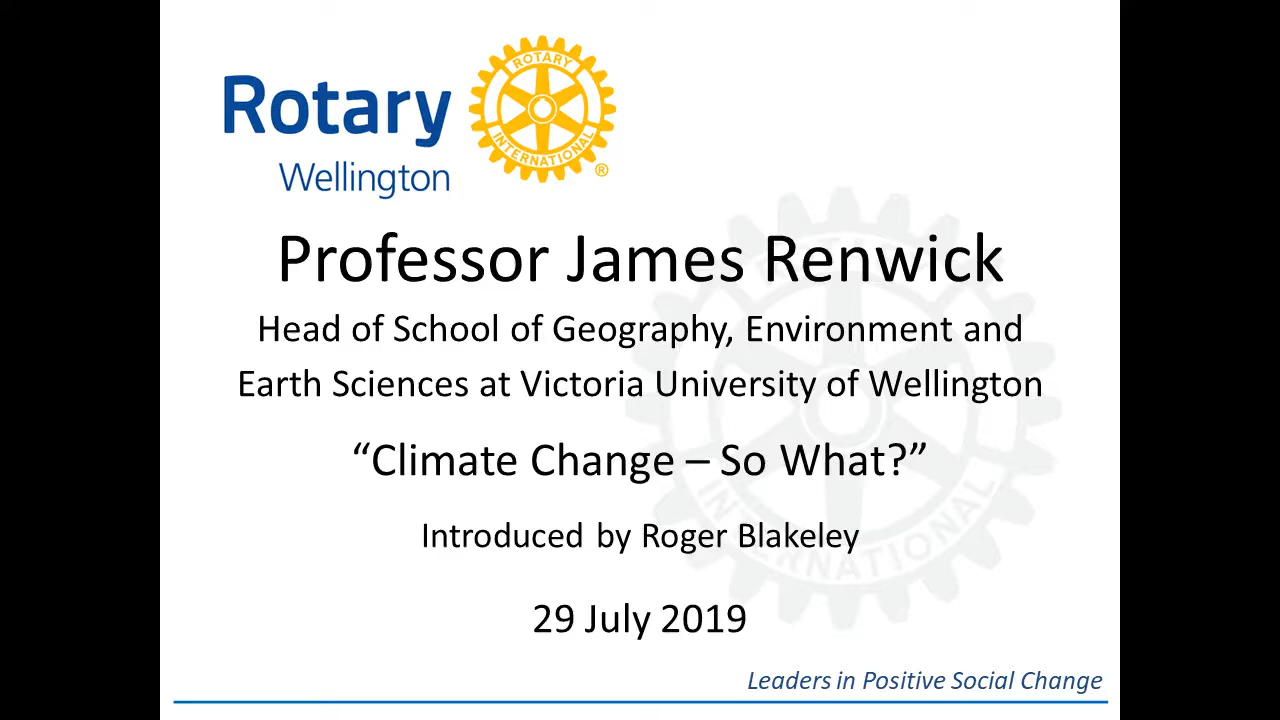 Rotary
Wellington
ROTARY
INTERNATIONAL
®
Professor James Renwick
Head of School of Geography, Environment and
Earth Sciences at Victoria University of Wellington
“Climate Change – So What?”
Introduced by Roger Blakeley
INTERNATIONAL
29 July 2019
Leaders in Positive Social Change